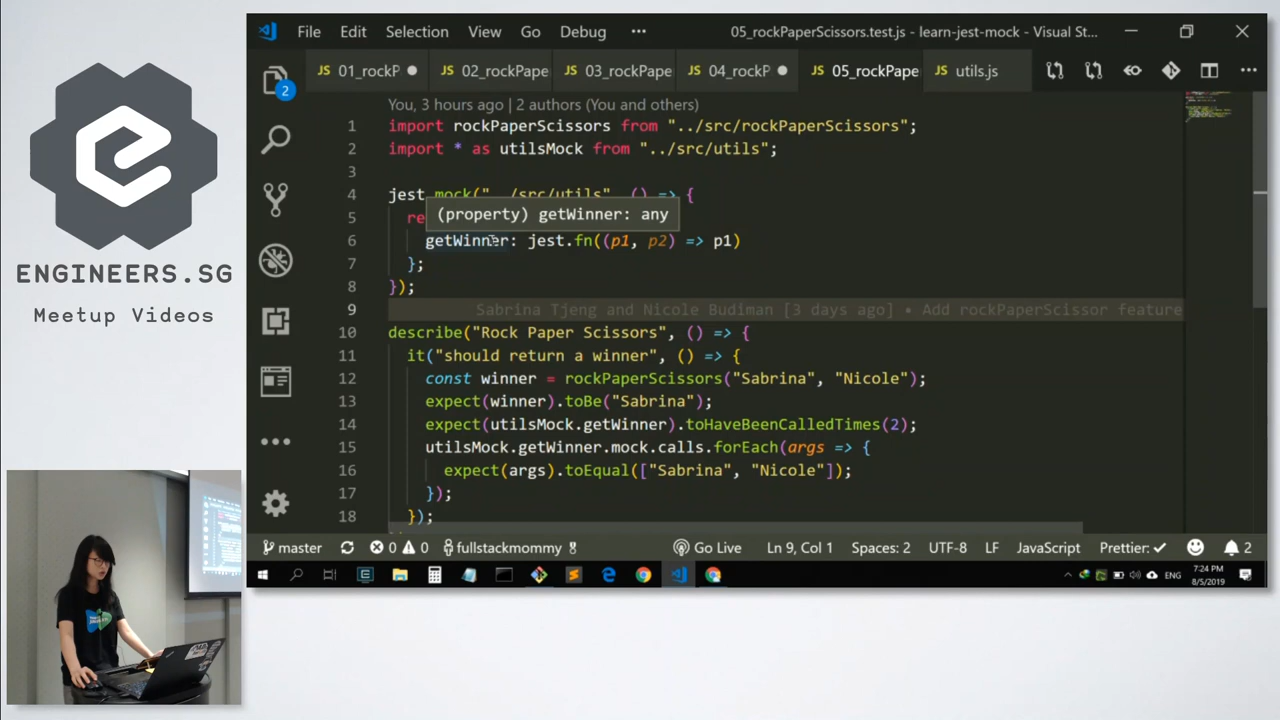 ENGINEERS.SG
Meetup Videos
File Edit Selection View Go Debug ••• 05_rockPaperScissors.test.js - learn-jest-mock - Visual St...
JS 01_rockP JS 02_rockPape JS 03_rockPape JS 04_rockP JS 05_rockPape JS utils.js
2
You, 3 hours ago | 2 authors (You and others)
1 import rockPaperScissors from "../src/rockPaperScissors";
2 import * as utilsMock from "../src/utils";
3
4 jest.mock("../src/utils", () => {
(property) getWinner: any
5 re
6 getWinner: jest.fn((p1, p2) => p1)
7 };
8 });
9 Sabrina Tjeng and Nicole Budiman [3 days ago] • Add rockPaperScissor feature
10 describe("Rock Paper Scissors", () => {
11 it("should return a winner", () => {
12 const winner = rockPaperScissors("Sabrina", "Nicole");
13 expect(winner).toBe("Sabrina");
14 expect(utilsMock.getWinner).toHaveBeenCalledTimes(2);
15 utilsMock.getWinner.mock.calls.forEach(args => {
16 expect(args).toEqual(["Sabrina", "Nicole"]);
17 });
18 });
master 0 0 fullstackmommy Go Live Ln 9, Col 1 Spaces: 2 UTF-8 LF JavaScript Prettier: ✓ 2
ENG 7:24 PM
8/5/2019